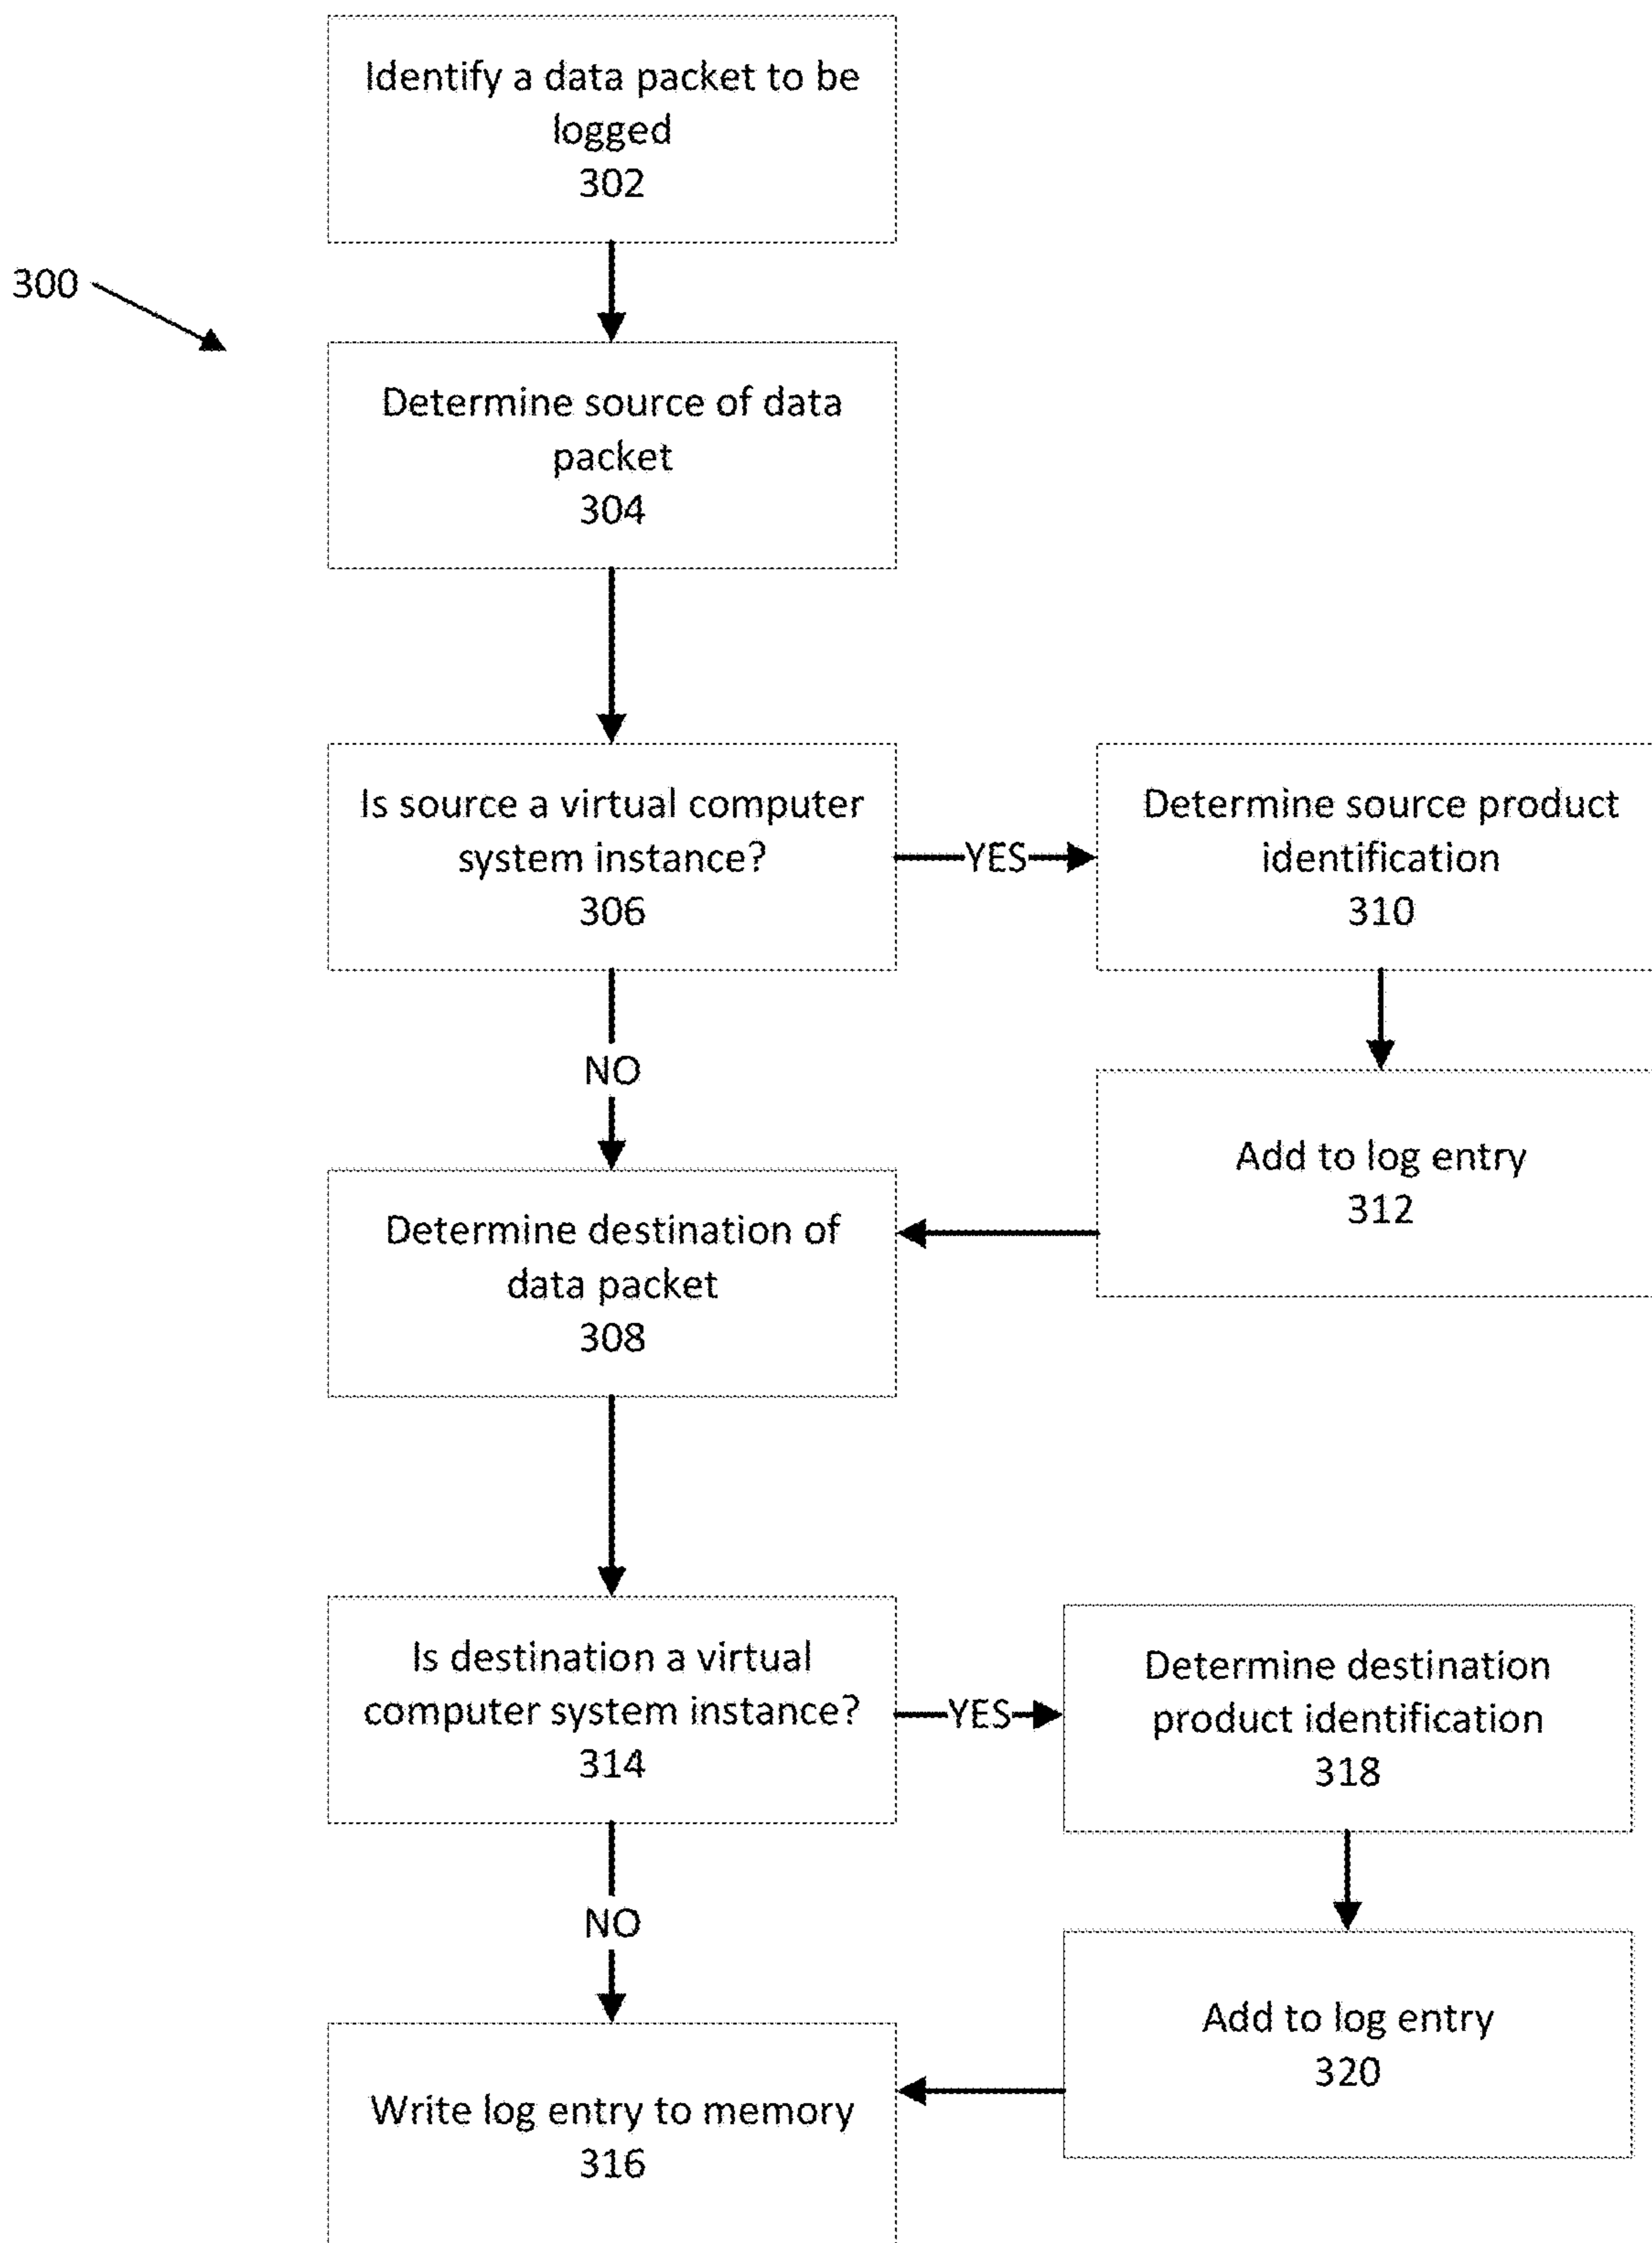 Identify a data packet to be
logged
302
300
Determine source of data
packet
304
Is source a virtual computer
system instance?
306
YES
Determine source product
identification
310
NO
Add to log entry
312
Determine destination of
data packet
308
Is destination a virtual
computer system instance?
314
YES
Determine destination
product identification
318
NO
Add to log entry
320
Write log entry to memory
316